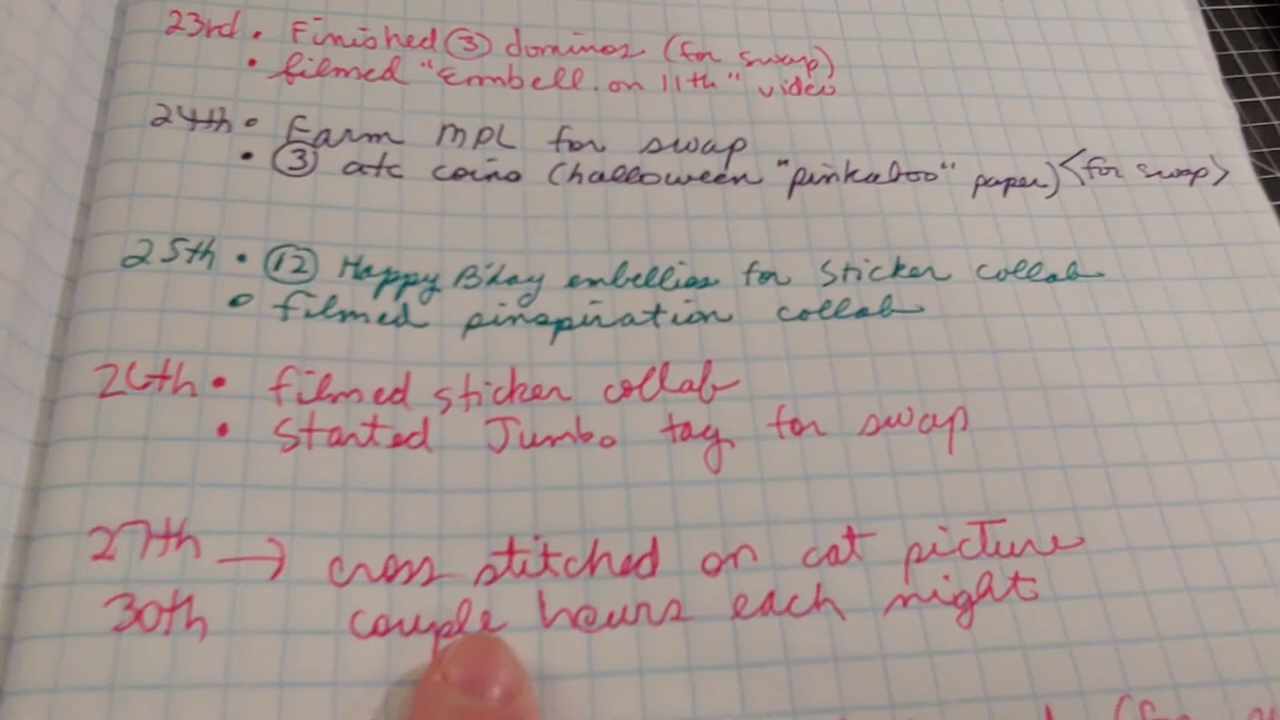 23rd. • Finished ③ dominos (for swap)
• filmed "Embell. on 11th" video
24th • Farm MPL for swap
• ③ atc coins (halloween "pinkaboo" paper) <for swap>
25th • ⑫ Happy B'day embellies for sticker collab
• filmed pinspiration collab
26th • filmed sticker collab
• started Jumbo tag for swap
27th → cross stitched on cat picture
30th couple hours each night